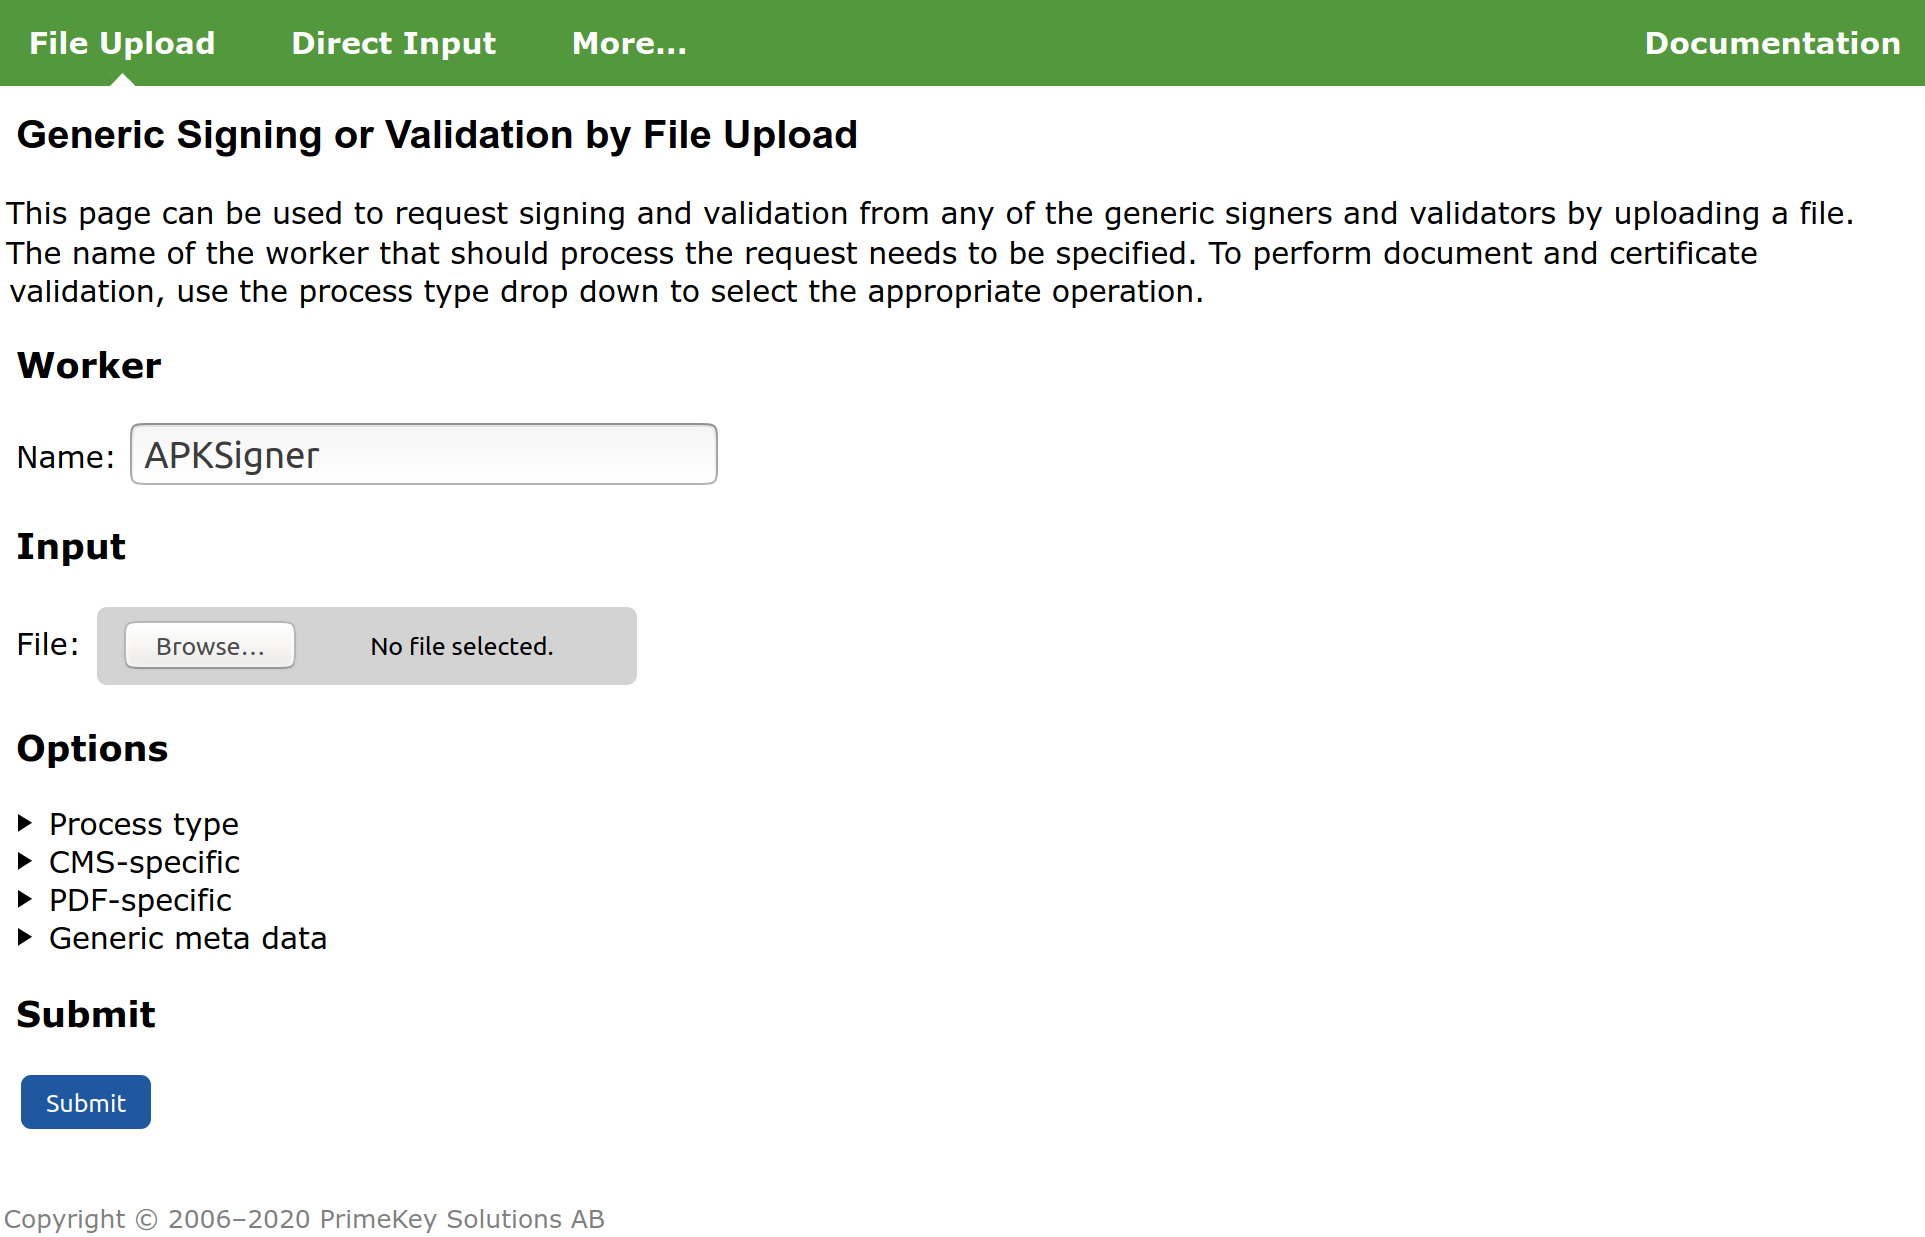 File Upload Direct Input More... Documentation
Generic Signing or Validation by File Upload
This page can be used to request signing and validation from any of the generic signers and validators by uploading a file.
The name of the worker that should process the request needs to be specified. To perform document and certificate
validation, use the process type drop down to select the appropriate operation.
Worker
Name: APKSigner
Input
File: Browse... No file selected.
Options
Process type
CMS-specific
PDF-specific
Generic meta data
Submit
Submit
Copyright © 2006–2020 PrimeKey Solutions AB